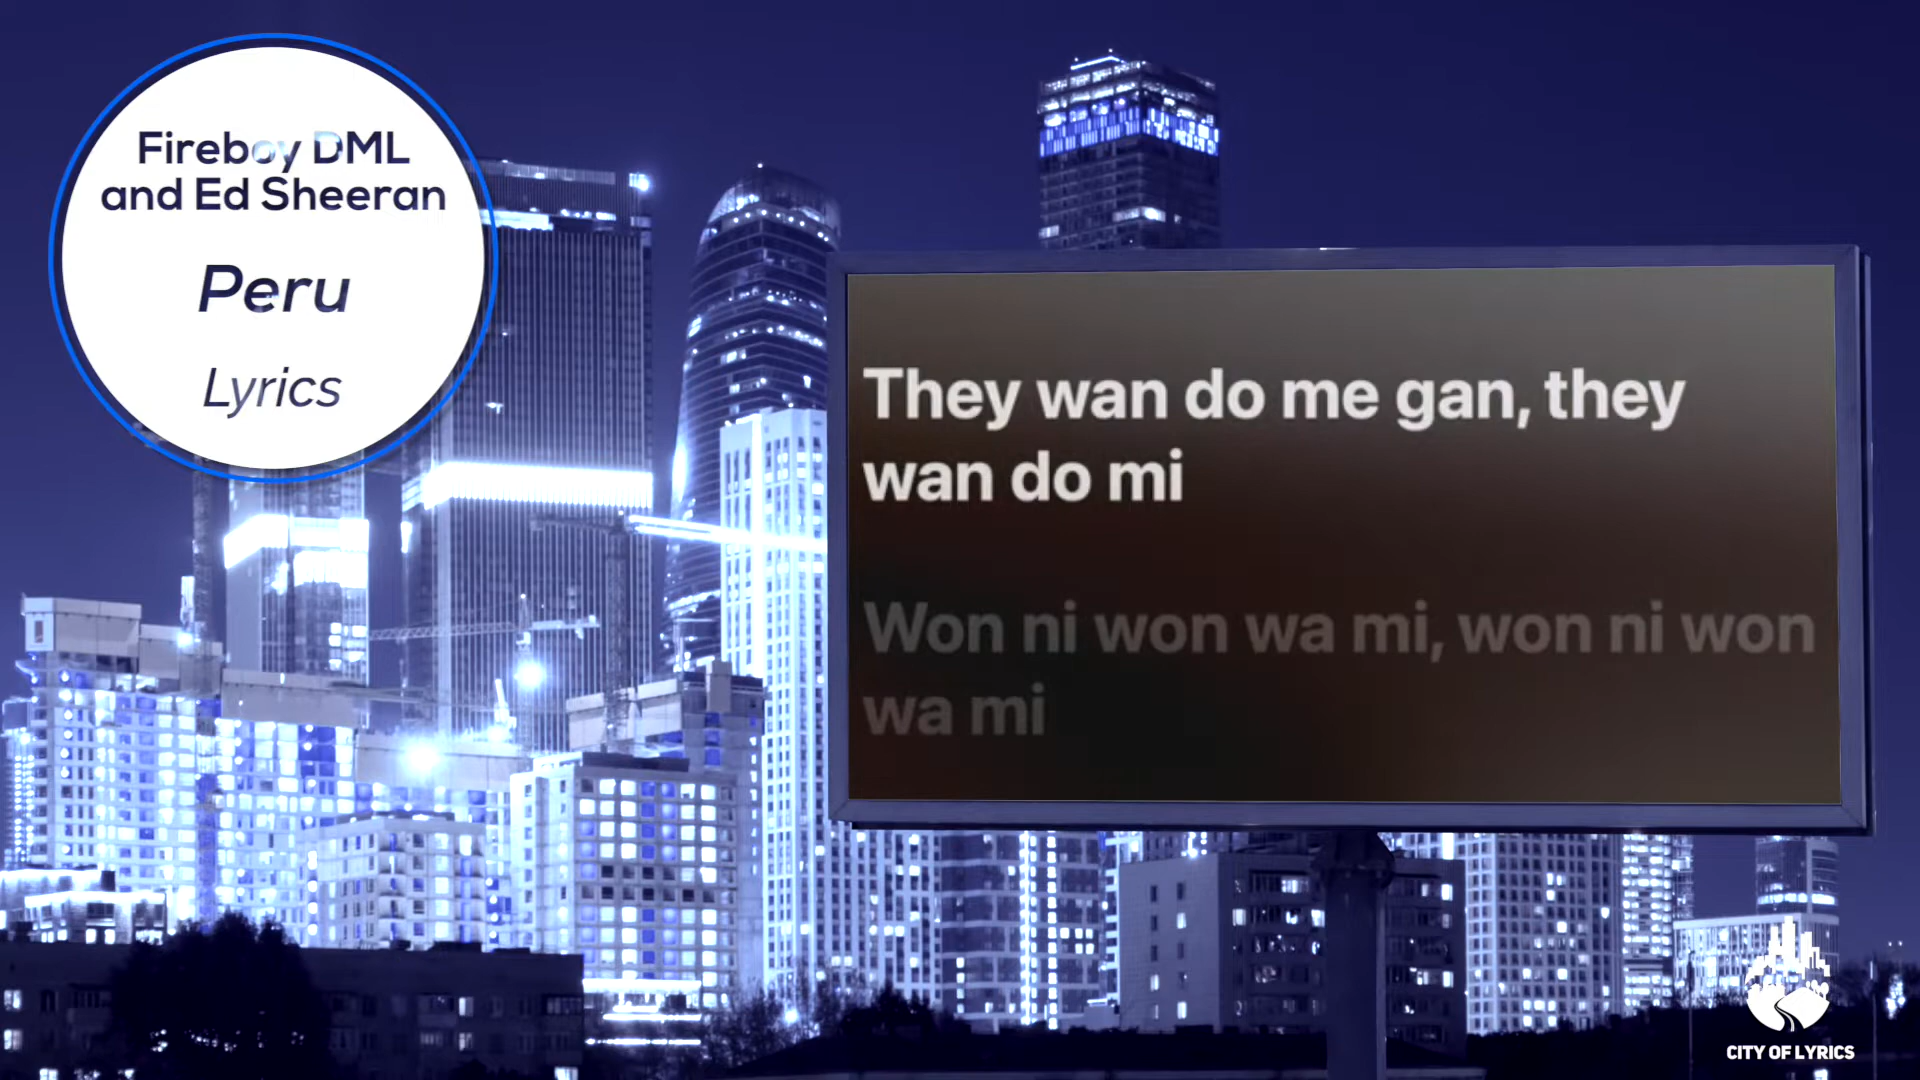 Fireboy DML
and Ed Sheeran
Peru
Lyrics
They wan do me gan, they
wan do mi
Won ni won wa mi, won ni won
wa mi
CITY OF LYRICS